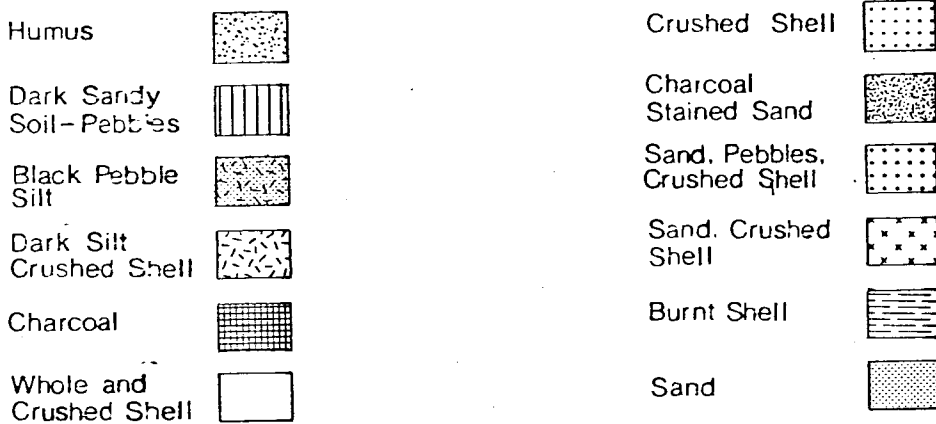 Humus
Dark Sandy
Soil-Pebbles
Black Pebble
Silt
Dark Silt
Crushed Shell
Charcoal
Whole and
Crushed Shell
Crushed Shell
Charcoal
Stained Sand
Sand, Pebbles,
Crushed Shell
Sand, Crushed
Shell
Burnt Shell
Sand